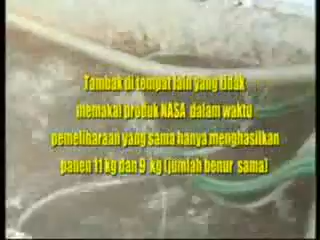 Tambak di tempat lain yang tidak
memakai produk NASA dalam waktu
pemeliharaan yang sama hanya menghasilkan
panen 11 kg dan 9 kg (jumlah benur sama)